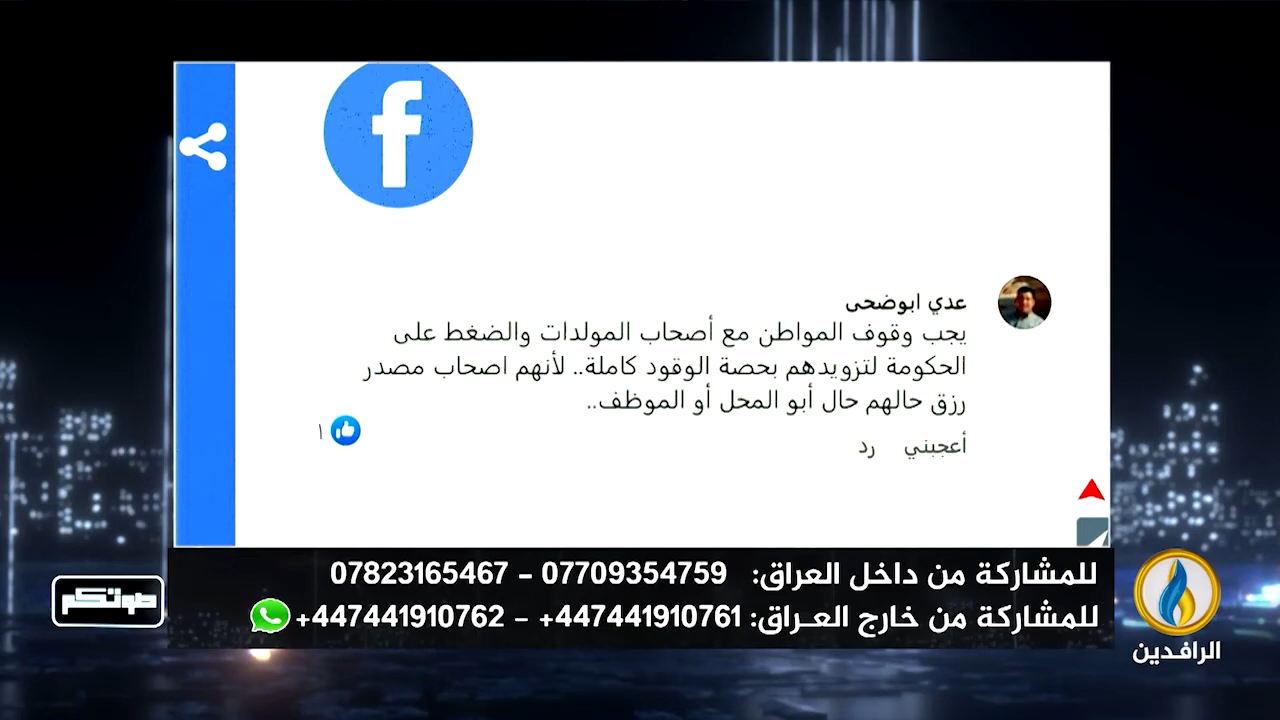 عدي ابوضحى
يجب وقوف المواطن مع أصحاب المولدات والضغط على
الحكومة لتزويدهم بحصة الوقود كاملة.. لأنهم اصحاب مصدر
رزق حالهم حال أبو المحل أو الموظف..
١
أعجبني رد
للمشاركة من داخل العراق: 07709354759 - 07823165467
للمشاركة من خارج العـراق: 447441910761+ - 447441910762+
صوتكم
الرافدين